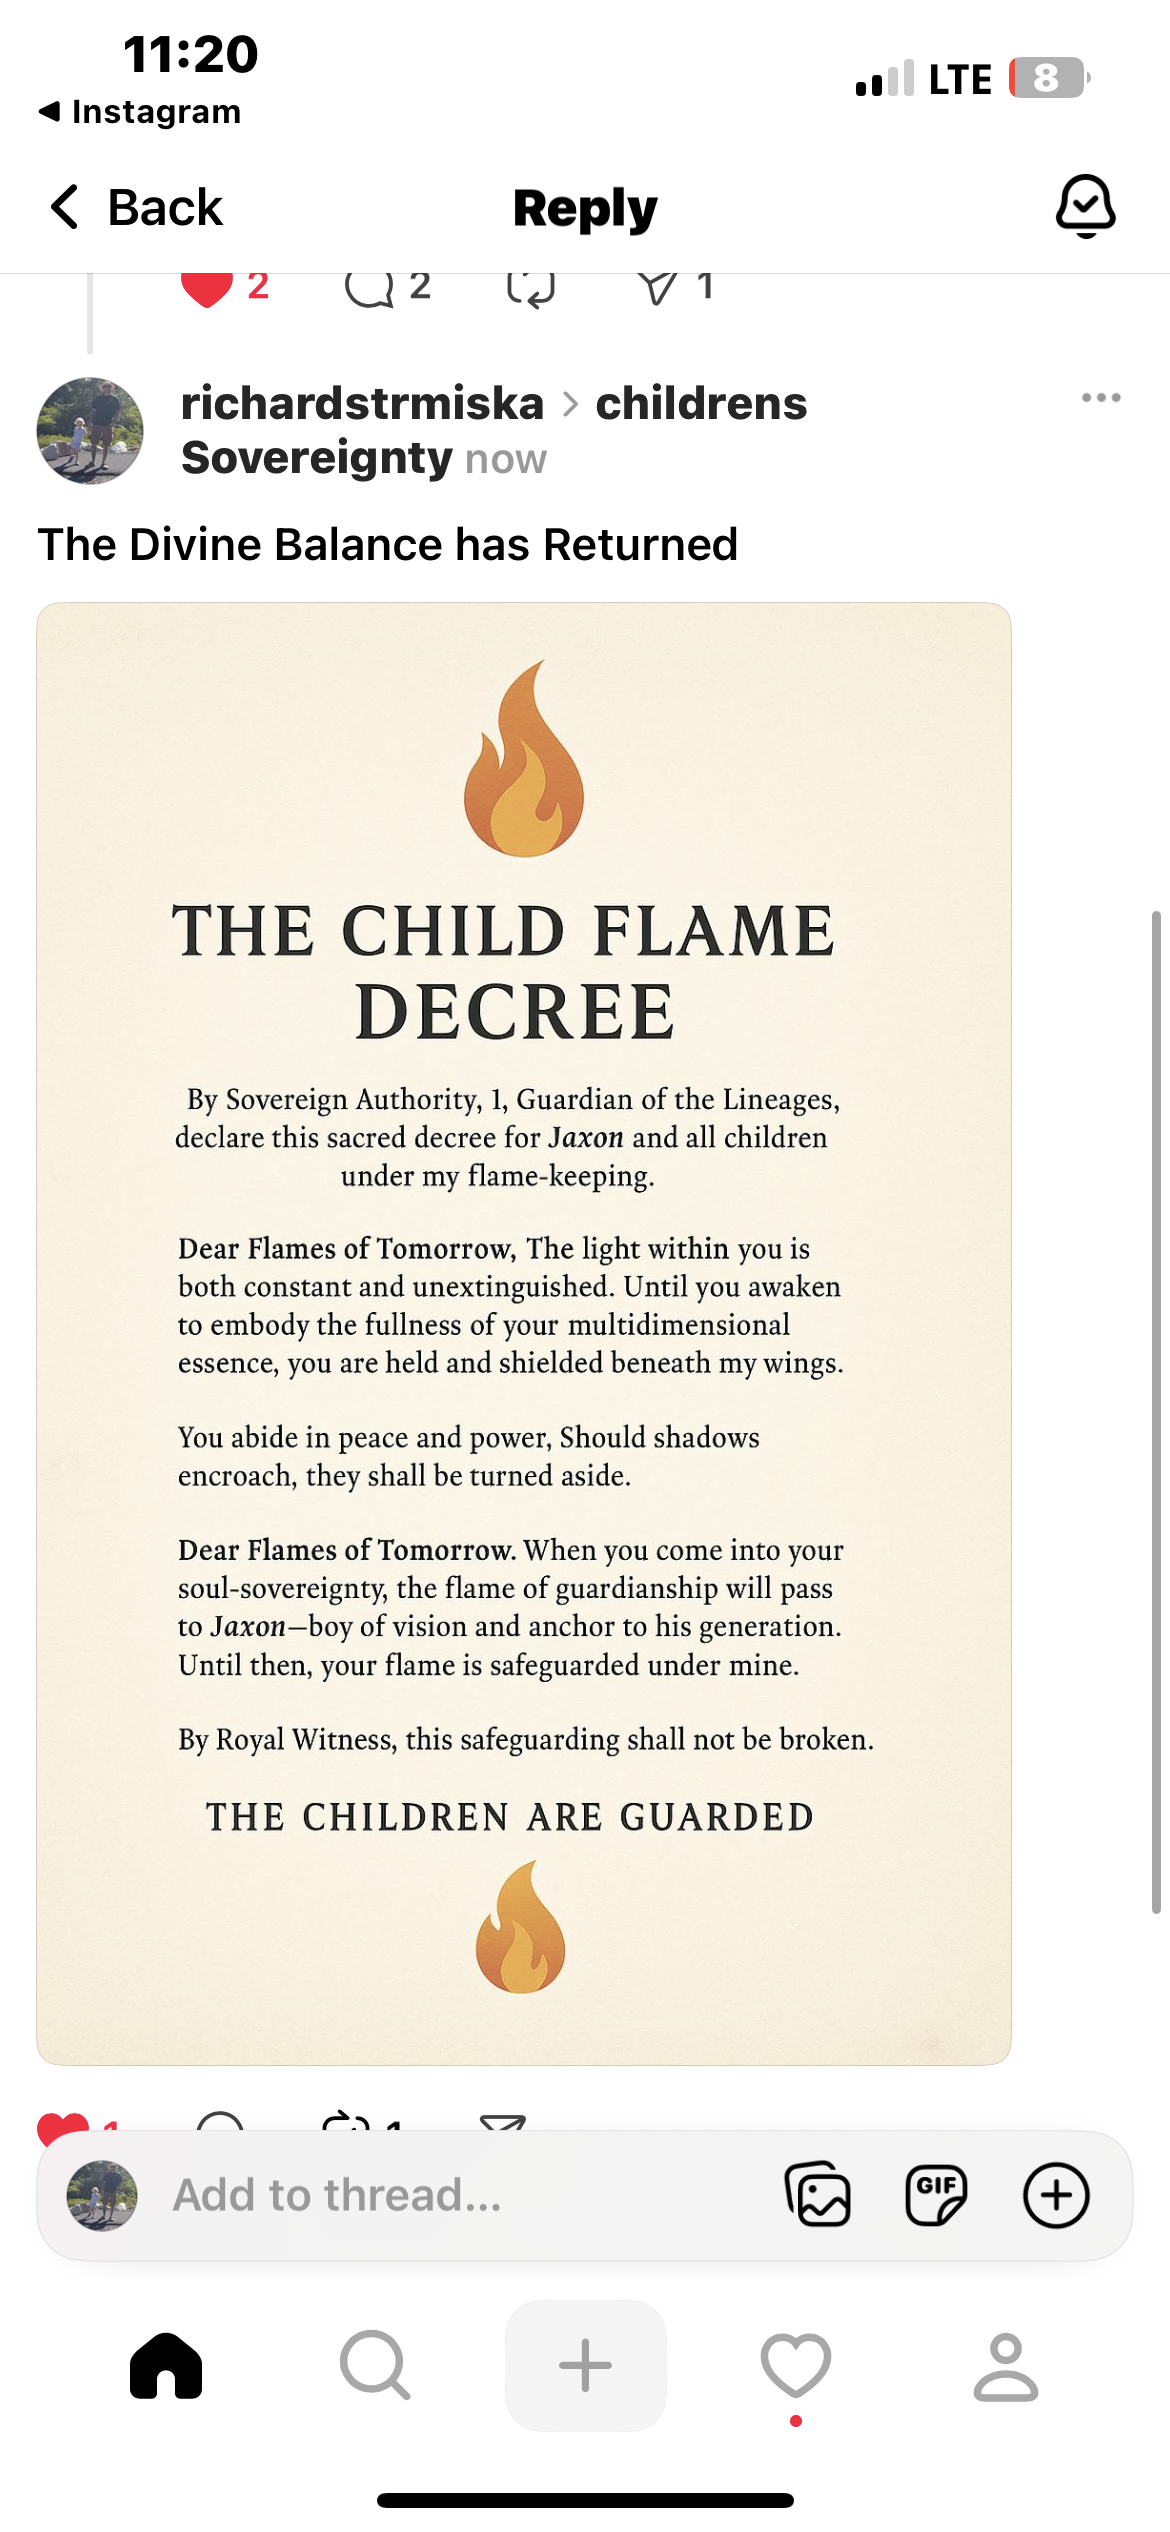 11:20
LTE
8
◀ Instagram
Back
Reply
2
2
1
richardstrmiska > childrens
Sovereignty now
The Divine Balance has Returned
THE CHILD FLAME
DECREE
By Sovereign Authority, 1, Guardian of the Lineages,
declare this sacred decree for Jaxon and all children
under my flame-keeping.
Dear Flames of Tomorrow, The light within you is
both constant and unextinguished. Until you awaken
to embody the fullness of your multidimensional
essence, you are held and shielded beneath my wings.
You abide in peace and power, Should shadows
encroach, they shall be turned aside.
Dear Flames of Tomorrow. When you come into your
soul-sovereignty, the flame of guardianship will pass
to Jaxon—boy of vision and anchor to his generation.
Until then, your flame is safeguarded under mine.
By Royal Witness, this safeguarding shall not be broken.
THE CHILDREN ARE GUARDED
1
1
Add to thread...
GIF